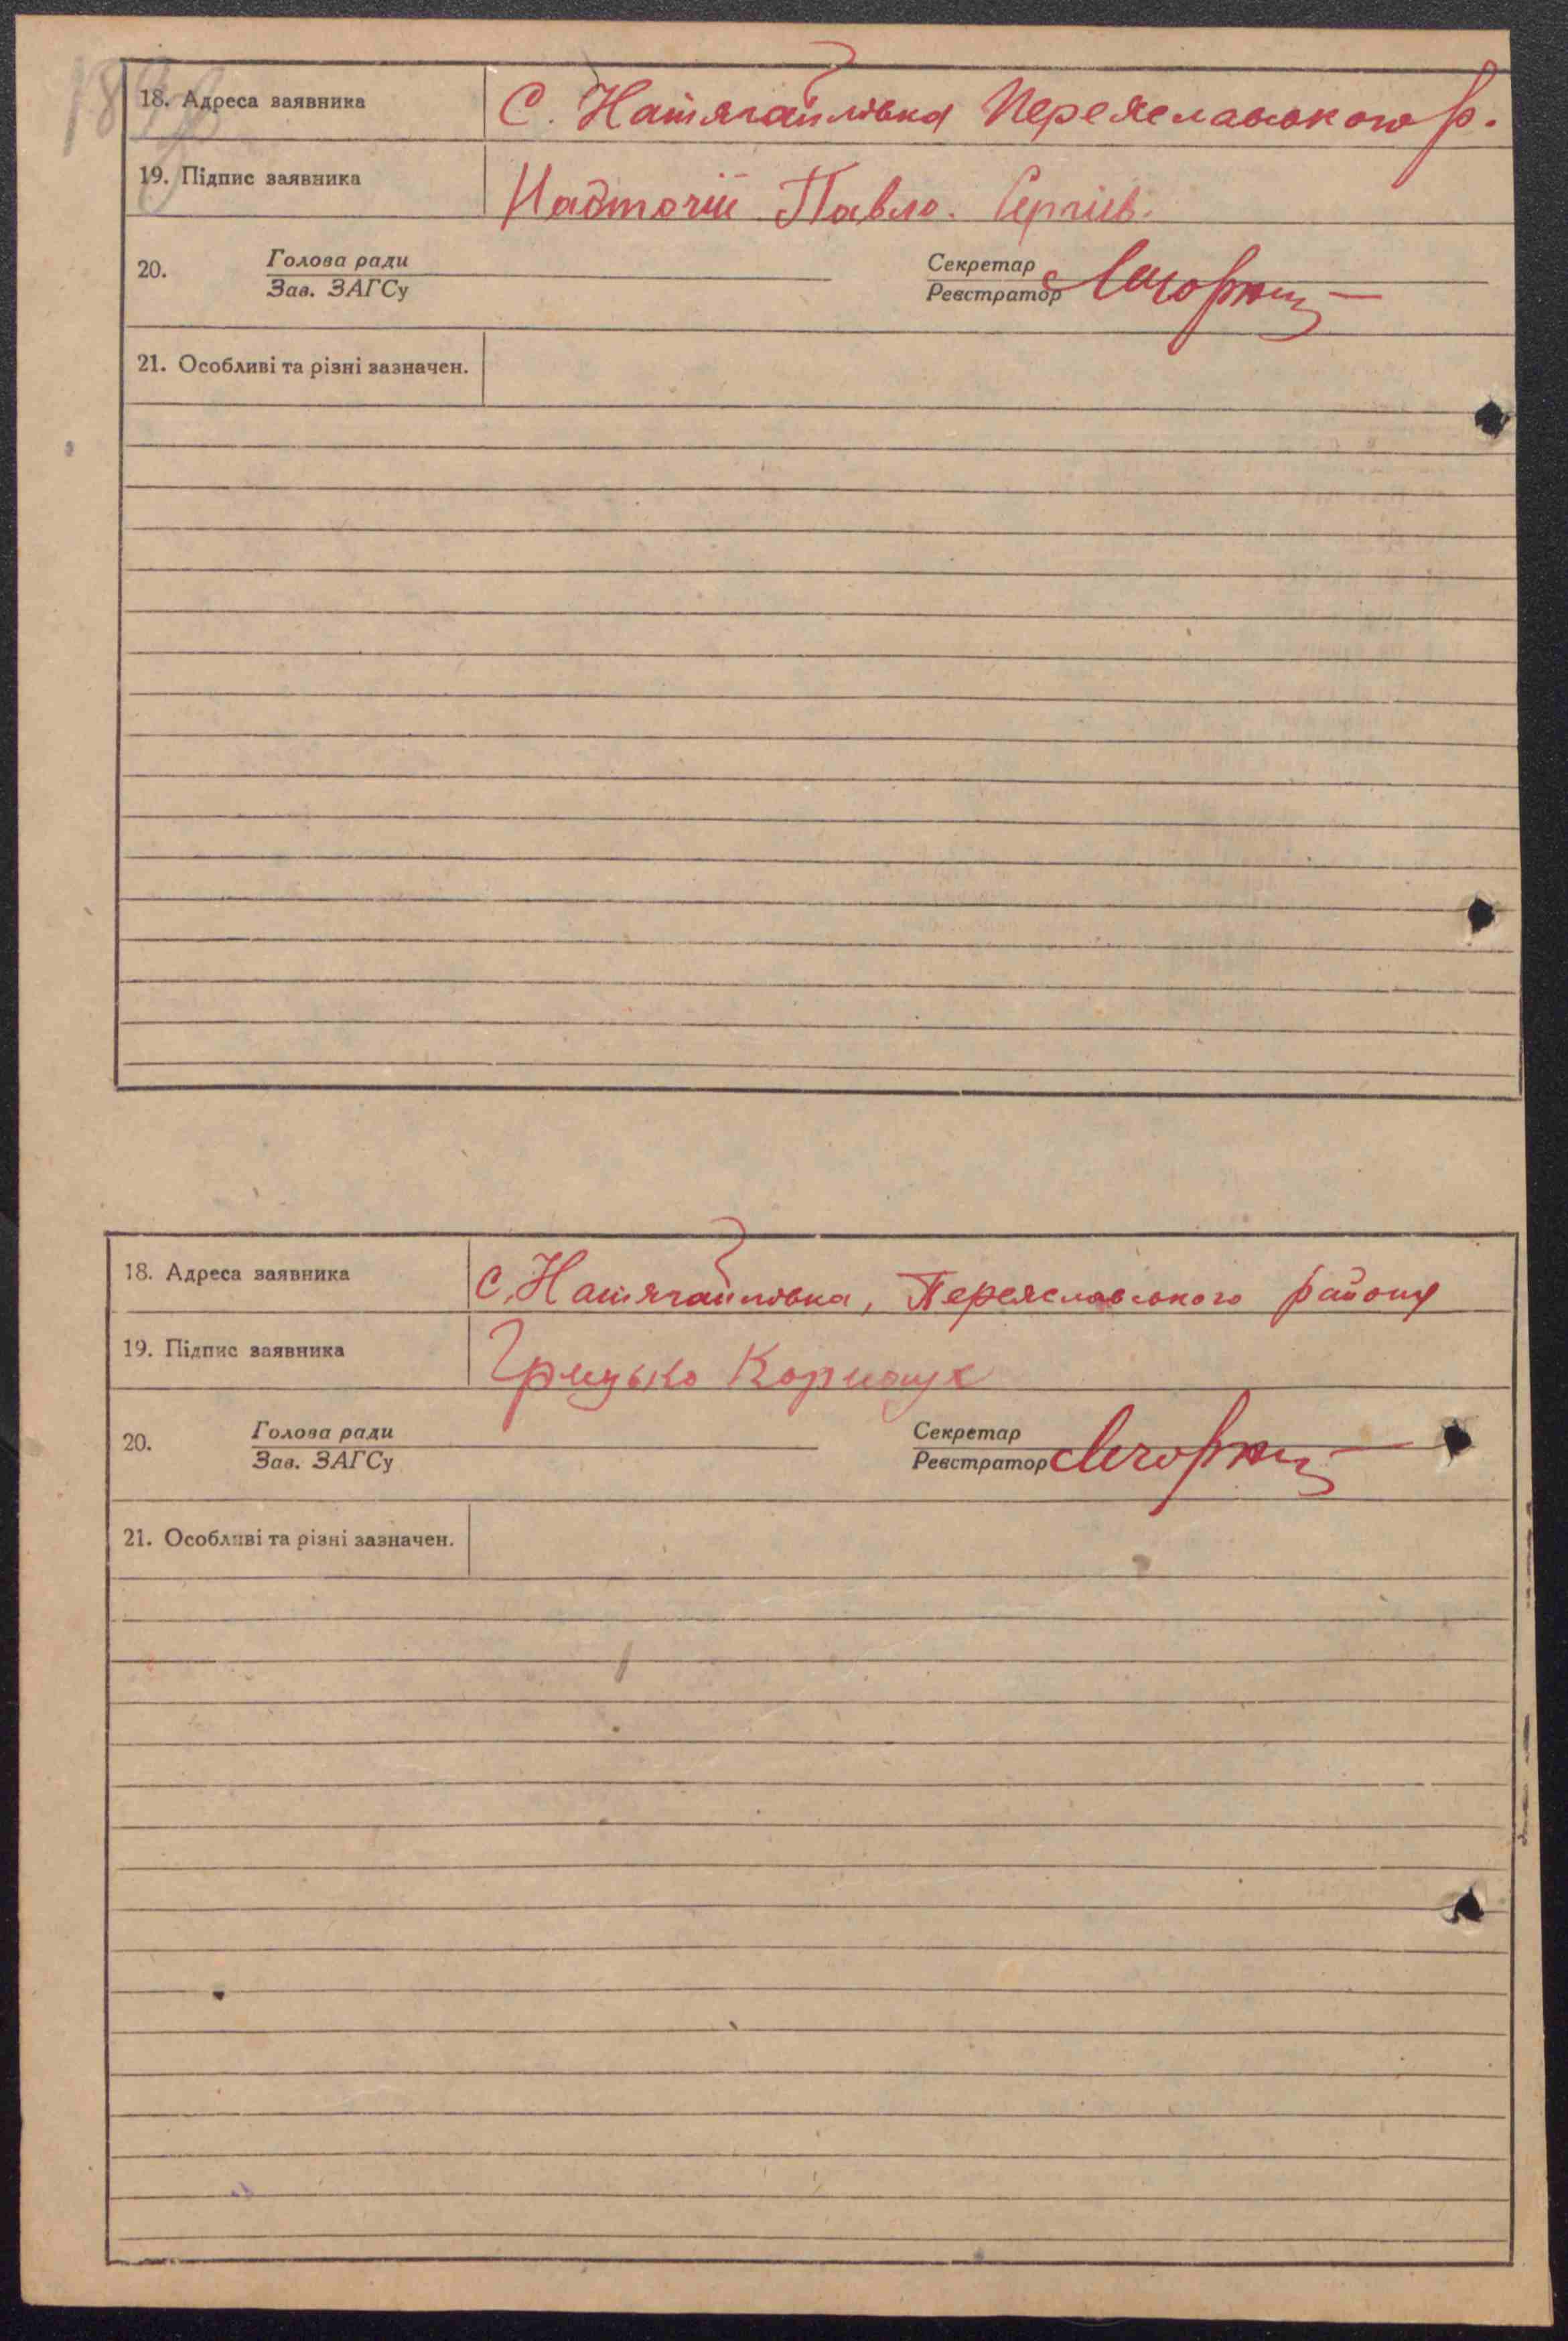 18. Адреса заявника С. Натягайлівка Переяславського р.
19. Підпис заявника Надточій Павло. Сергіїв.
20. Голова ради Секретар
Зав. ЗАГСу Реєстратор
21. Особливі та різні зазначен.
18. Адреса заявника С. Натягайлівка, Переяславського району
19. Підпис заявника Грицько
20. Голова ради Секретар
Зав. ЗАГСу Реєстратор
21. Особливі та різні зазначен.